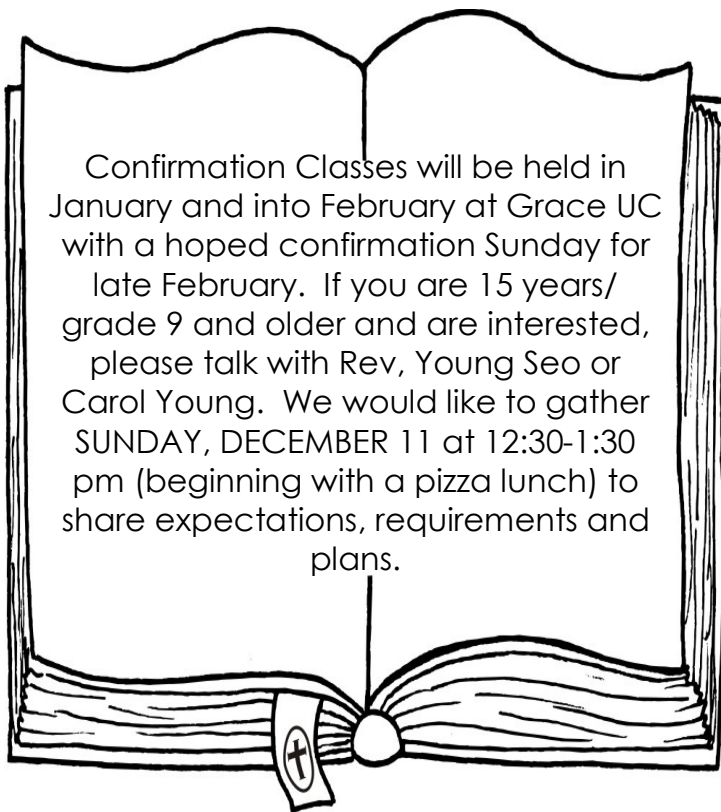 Confirmation Classes will be held in
January and into February at Grace UC
with a hoped confirmation Sunday for
late February.  If you are 15 years/
grade 9 and older and are interested,
please talk with Rev, Young Seo or
Carol Young.  We would like to gather
SUNDAY, DECEMBER 11 at 12:30-1:30
pm (beginning with a pizza lunch) to
share expectations, requirements and
plans.